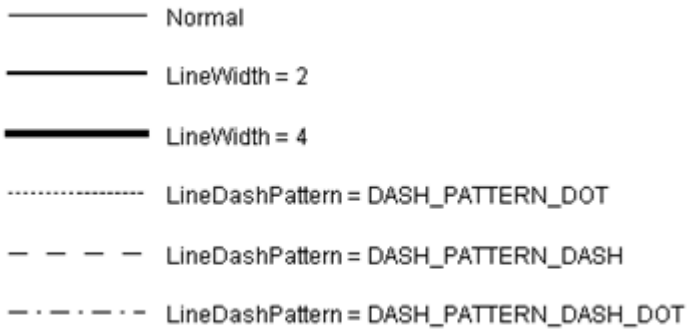 Normal
LineWidth = 2
LineWidth = 4
LineDashPattern = DASH_PATTERN_DOT
LineDashPattern = DASH_PATTERN_DASH
LineDashPattern = DASH_PATTERN_DASH_DOT